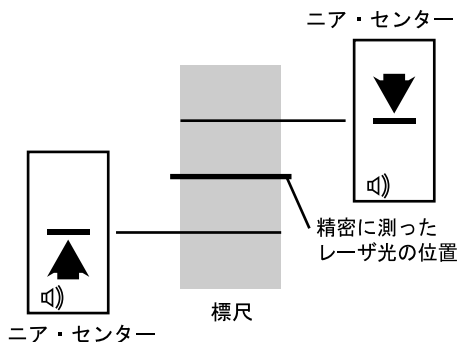 ニア・センター
精密に測った
レーザ光の位置
標尺
ニア・センター